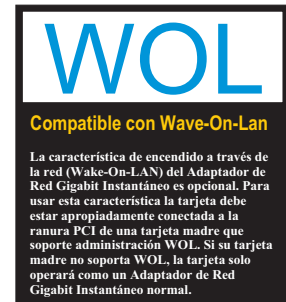 WOL
Compatible con Wave-On-Lan
La característica de encendido a través de
la red (Wake-On-LAN) del Adaptador de
Red Gigabit Instantáneo es opcional. Para
usar esta característica la tarjeta debe
estar apropiadamente conectada a la
ranura PCI de una tarjeta madre que
soporte administración WOL. Si su tarjeta
madre no soporta WOL, la tarjeta solo
operará como un Adaptador de Red
Gigabit Instantáneo normal.